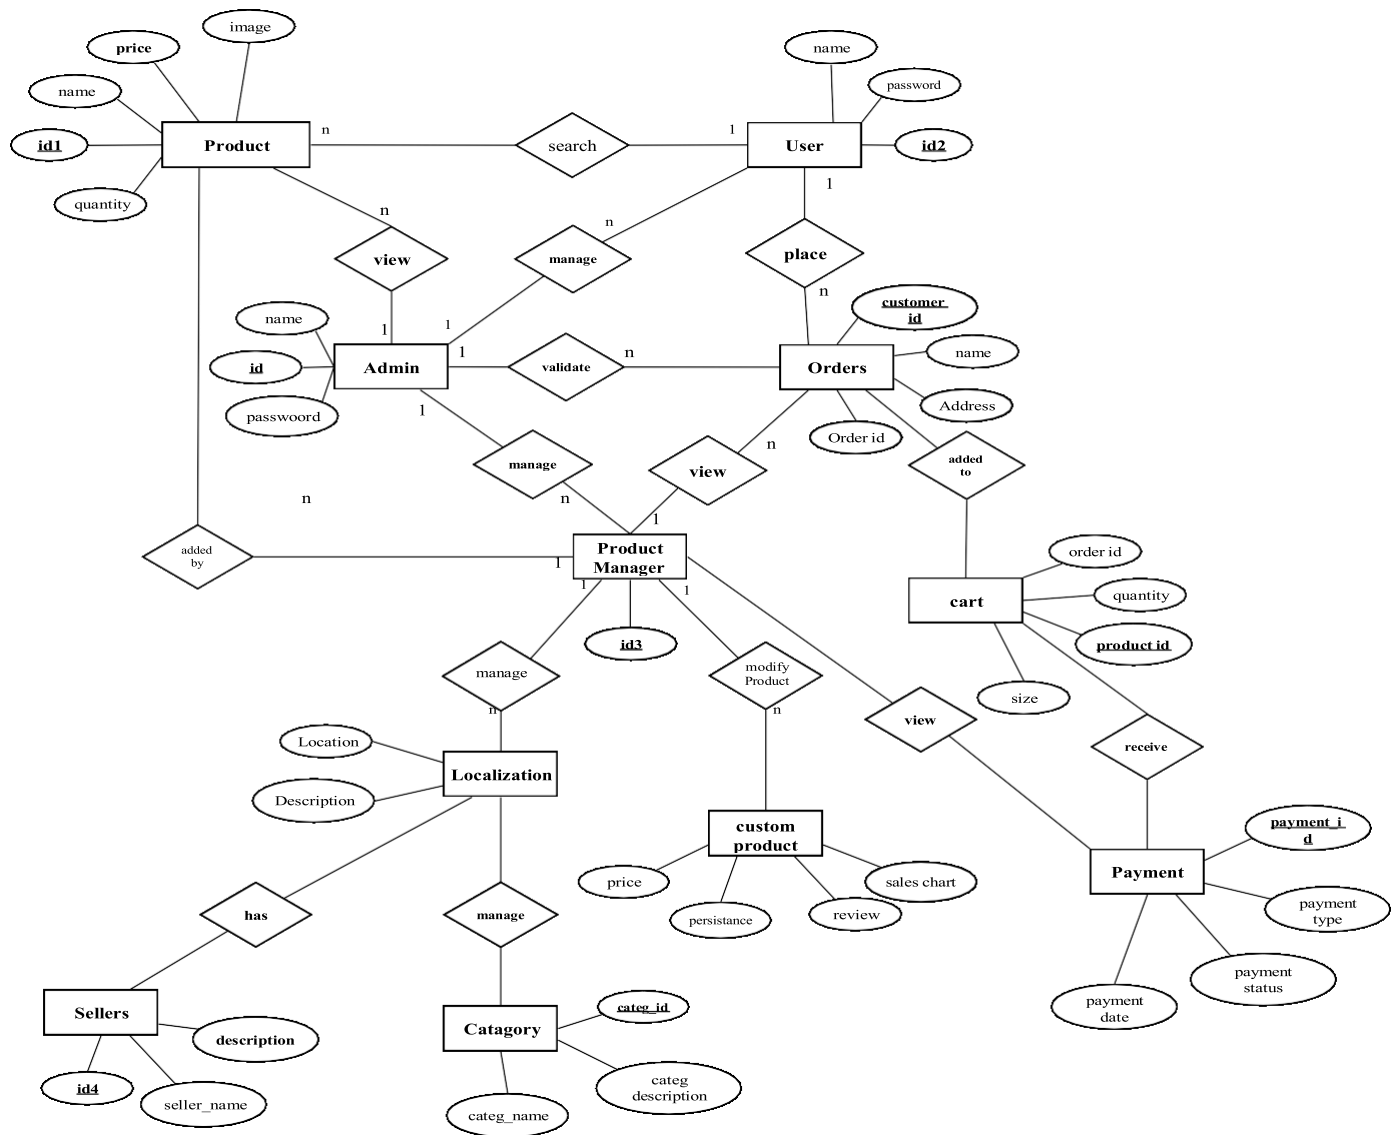 image
price
name
name
password
n
1
Product
search
User
id1
id2
quantity
1
n
n
view
manage
place
n
customer_
id
name
1
1
name
1
n
id
Admin
validate
Orders
Address
passwoord
1
Order id
n
manage
view
added
to
n
n
1
added
by
1
Product
Manager
order id
1
1
quantity
cart
id3
product id
manage
modify
Product
size
n
n
view
Location
receive
Localization
Description
payment_i
d
custom
product
Payment
price
sales chart
persistance
review
payment
type
has
manage
payment
status
payment
date
Sellers
categ_id
Catagory
description
id4
seller_name
categ
description
categ_name